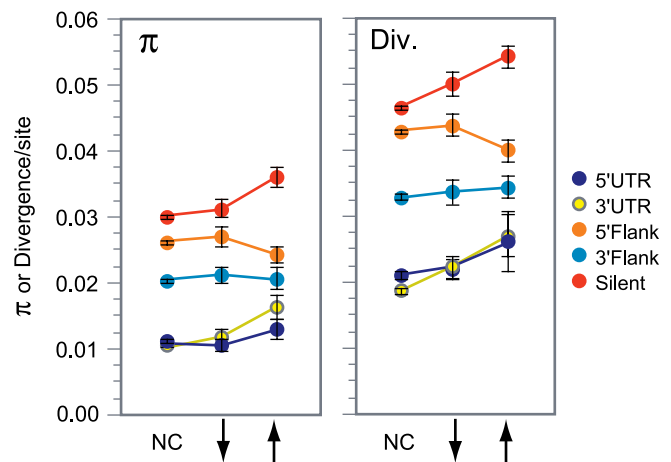 π or Divergence/site
0.06
0.05
0.04
0.03
0.02
0.01
0.00
π
Div.
NC
NC
5'UTR
3'UTR
5'Flank
3'Flank
Silent